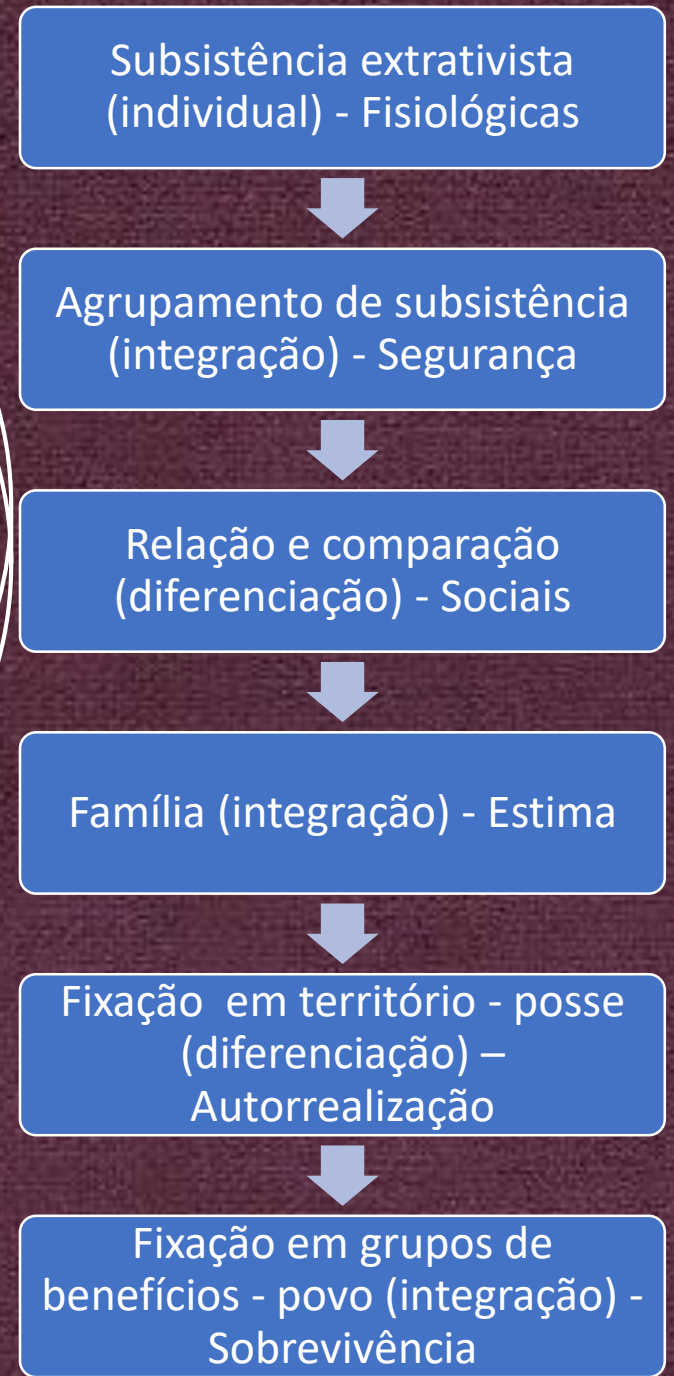 Subsistência extrativista
(individual) - Fisiológicas
Agrupamento de subsistência
(integração) - Segurança
Relação e comparação
(diferenciação) - Sociais
Família (integração) - Estima
Fixação  em território - posse
(diferenciação) –
Autorrealização
Fixação em grupos de
benefícios - povo (integração) -
Sobrevivência